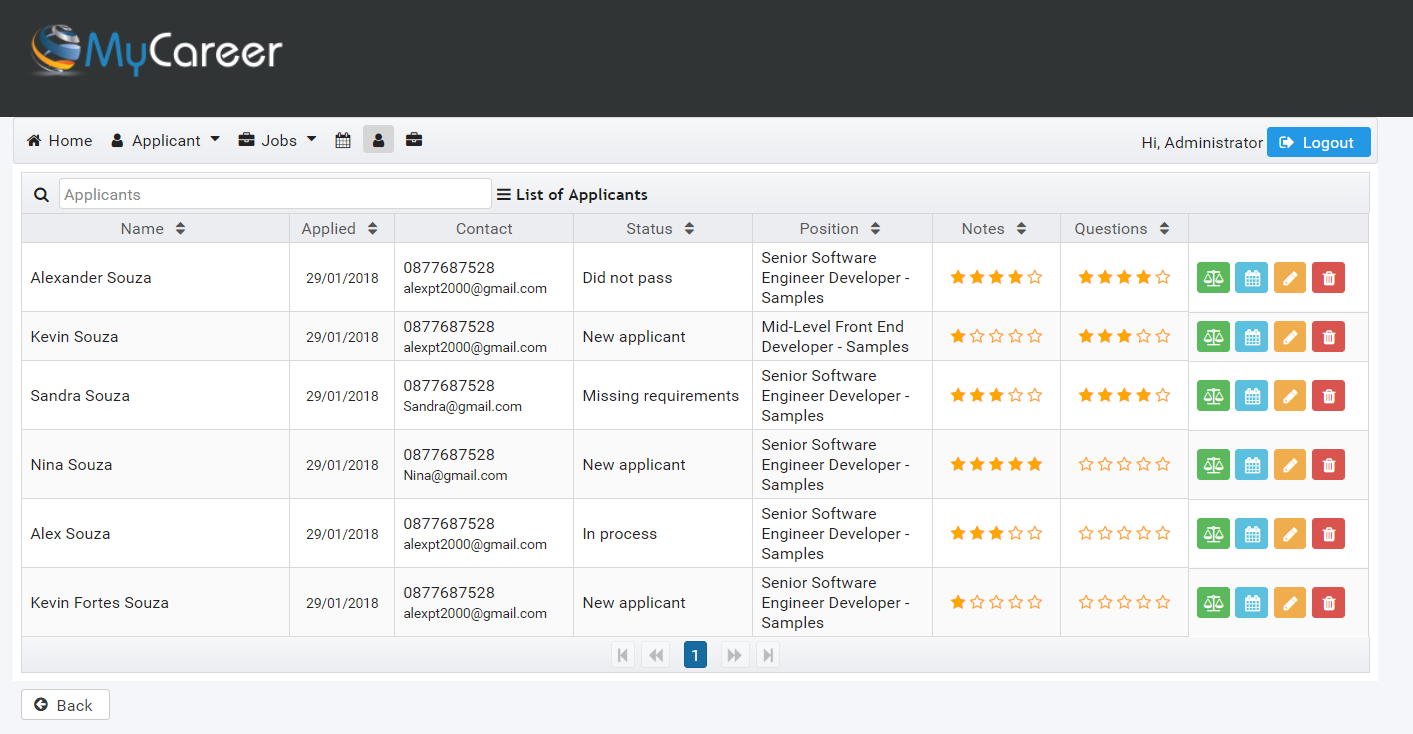 MyCareer
Home Applicant Jobs Hi, Administrator Logout
Applicants List of Applicants
Name Applied Contact Status Position Notes Questions
Alexander Souza 29/01/2018 0877687528 Did not pass Senior Software
alexpt2000@gmail.com Engineer Developer -
Samples
Kevin Souza 29/01/2018 0877687528 New applicant Mid-Level Front End
alexpt2000@gmail.com Developer - Samples
Sandra Souza 29/01/2018 0877687528 Missing requirements Senior Software
Sandra@gmail.com Engineer Developer -
Samples
Nina Souza 29/01/2018 0877687528 New applicant Senior Software
Nina@gmail.com Engineer Developer -
Samples
Alex Souza 29/01/2018 0877687528 In process Senior Software
alexpt2000@gmail.com Engineer Developer -
Samples
Kevin Fortes Souza 29/01/2018 0877687528 New applicant Senior Software
alexpt2000@gmail.com Engineer Developer -
Samples
1
Back